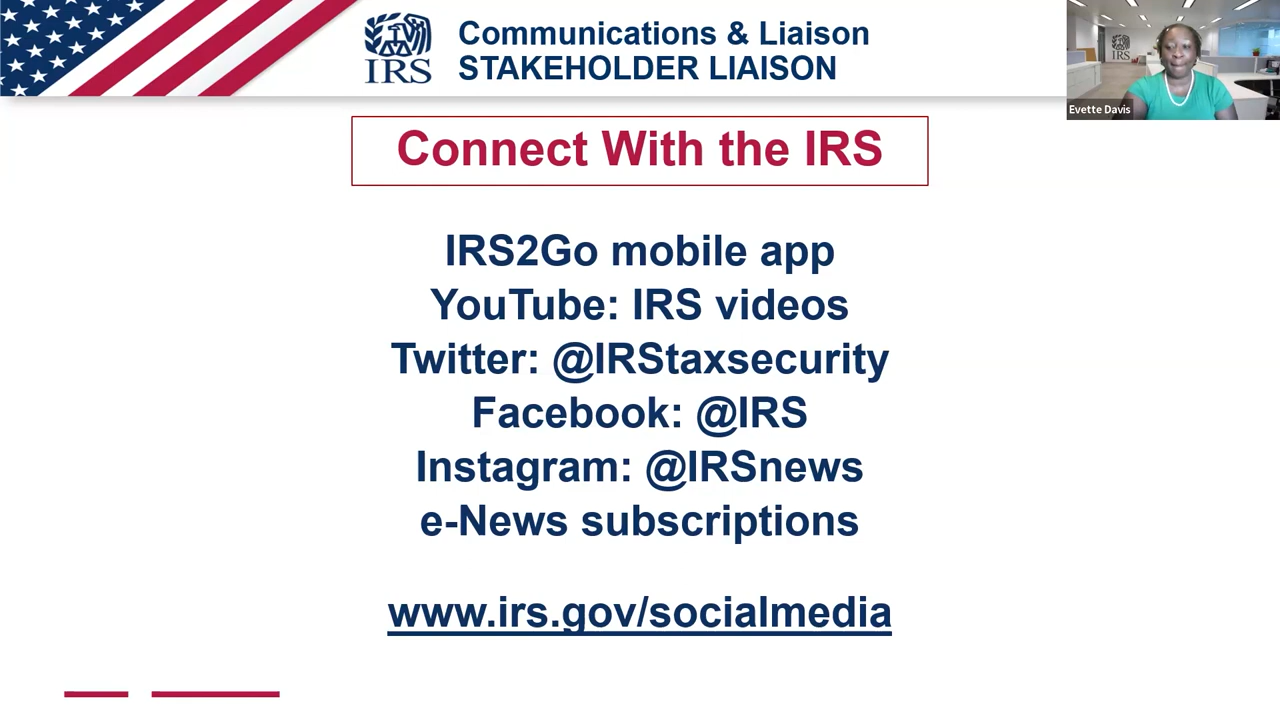 IRS
Communications & Liaison
STAKEHOLDER LIAISON
IRS
Evette Davis
Connect With the IRS
IRS2Go mobile app
YouTube: IRS videos
Twitter: @IRStaxsecurity
Facebook: @IRS
Instagram: @IRSnews
e-News subscriptions
www.irs.gov/socialmedia